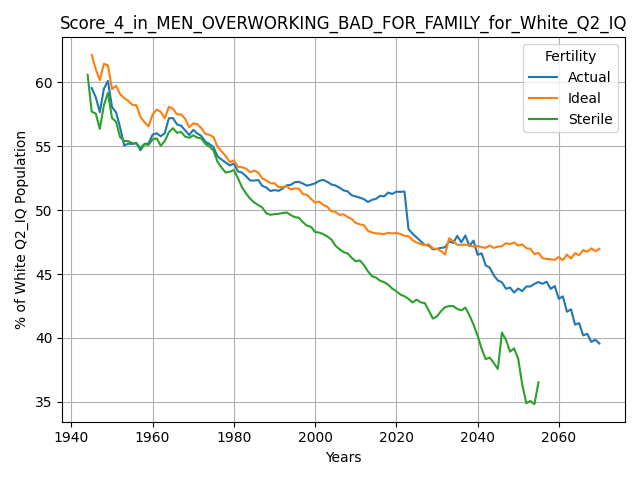 Score_4_in_MEN_OVERWORKING_BAD_FOR_FAMILY_for_White_Q2_IQ
Fertility
Actual
Ideal
Sterile
% of White Q2_IQ Population
60
55
50
45
40
35
1940 1960 1980 2000 2020 2040 2060
Years